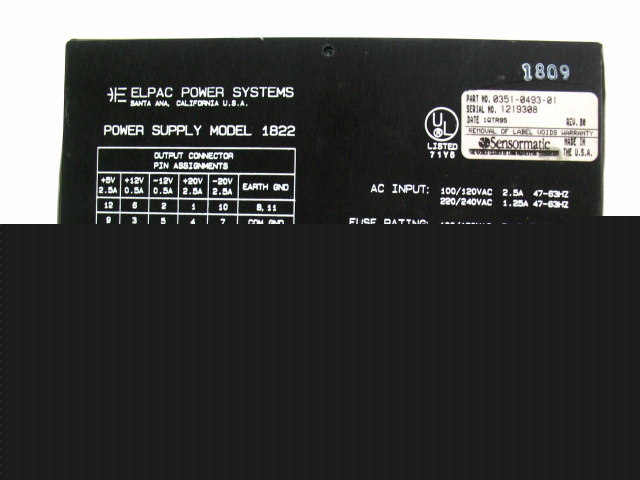 1809
ELPAC POWER SYSTEMS
SANTA ANA, CALIFORNIA U.S.A.
POWER SUPPLY MODEL 1822
OUTPUT CONNECTOR
PIN ASSIGNMENTS
+5V +12V -12V +20V -20V EARTH GND
2.5A 0.5A 0.5A 2.5A 2.5A
12 6 2 1 10 8, 11
9 3 5 4 7 COM GND
UL
LISTED
71Y5
PART NO. 0351-0493-01
SERIAL NO. 1219308
DATE 1QTR95 REV.
REMOVAL OF LABEL VOIDS WARRANTY
Sensormatic MADE IN
THE U.S.A.
AC INPUT: 100/120VAC 2.5A 47-63HZ
220/240VAC 1.25A 47-63HZ
FUSE RATING: